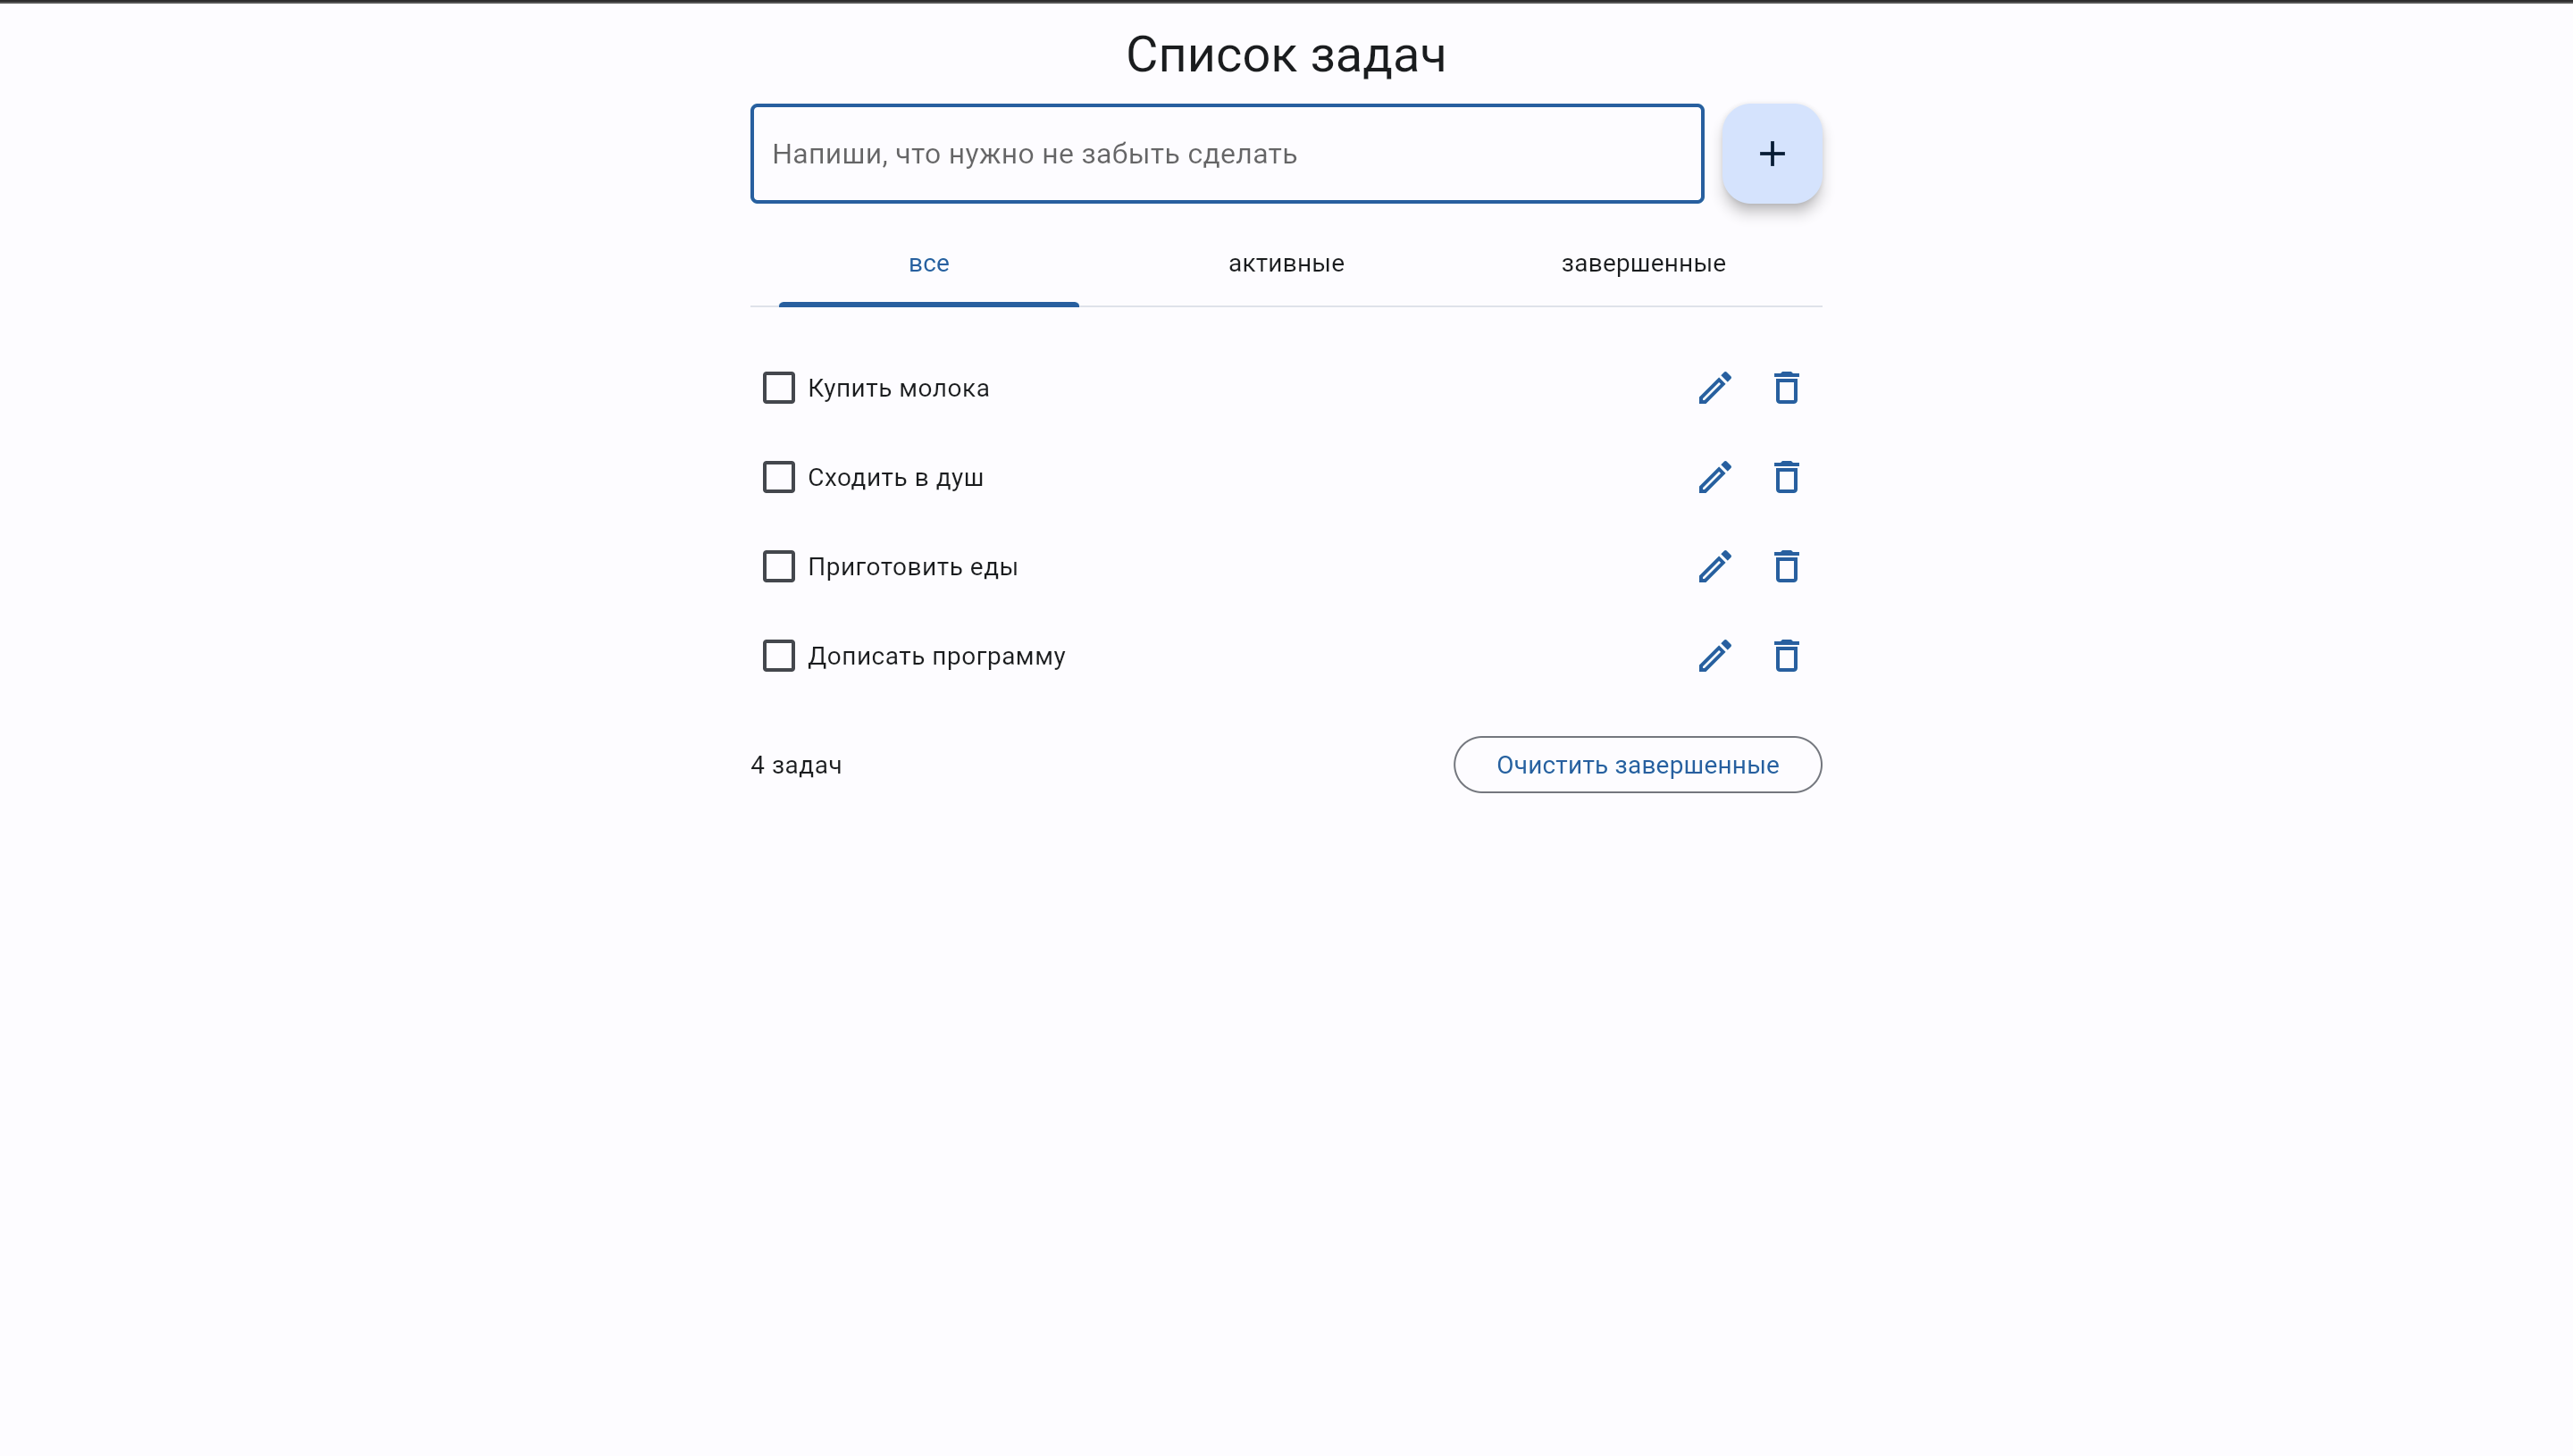 Список задач
Напиши, что нужно не забыть сделать
+
все активные завершенные
Купить молока
Сходить в душ
Приготовить еды
Дописать программу
4 задач Очистить завершенные